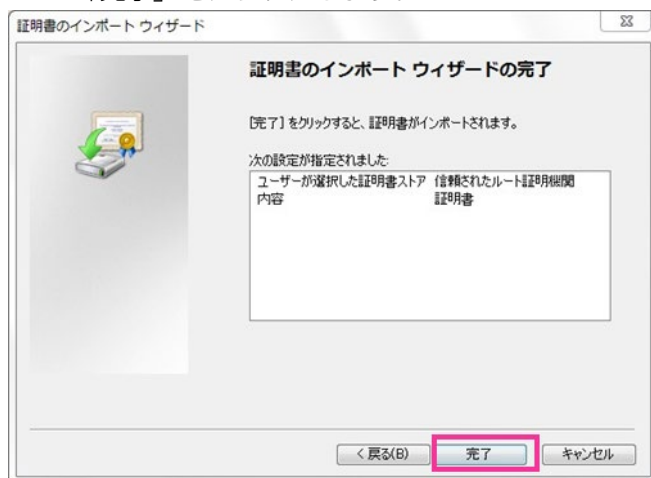 証明書のインポート ウィザード
証明書のインポート ウィザードの完了
[完了] をクリックすると、証明書がインポートされます。
次の設定が指定されました:
ユーザーが選択した証明書ストア 信頼されたルート証明機関
内容 証明書
< 戻る(B)
完了
キャンセル